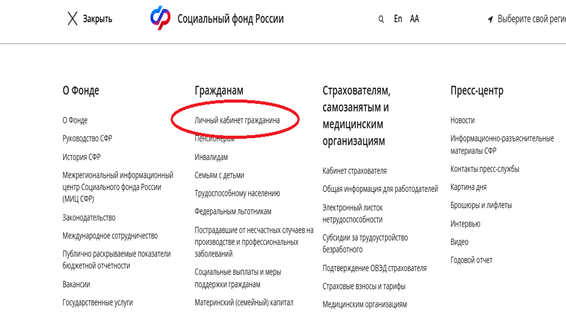 Закрыть
Социальный фонд России
En
АА
Выберите свой реги
О Фонде
О Фонде
Руководство СФР
История СФР
Межрегиональный информационный
центр Социального фонда России
(МИЦ СФР)
Законодательство
Международное сотрудничество
Публично раскрываемые показатели
бюджетной отчетности
Вакансии
Государственные услуги
Гражданам
Личный кабинет гражданина
Пенсионерам
Инвалидам
Семьям с детьми
Трудоспособному населению
Федеральным льготникам
Пострадавшие от несчастных случаев на
производстве и профессиональных
заболеваний
Социальные выплаты и меры
поддержки гражданам
Материнский (семейный) капитал
Страхователям,
самозанятым и
медицинским
организациям
Кабинет страхователя
Общая информация для работодателей
Электронный листок
нетрудоспособности
Субсидии за трудоустройство
безработного
Подтверждение ОВЭД страхователя
Страховые взносы и тарифы
Медицинским организациям
Пресс-центр
Новости
Информационно-разъяснительные
материалы СФР
Контакты пресс-службы
Картина дня
Брошюры и лифлеты
Интервью
Видео
Годовой отчет